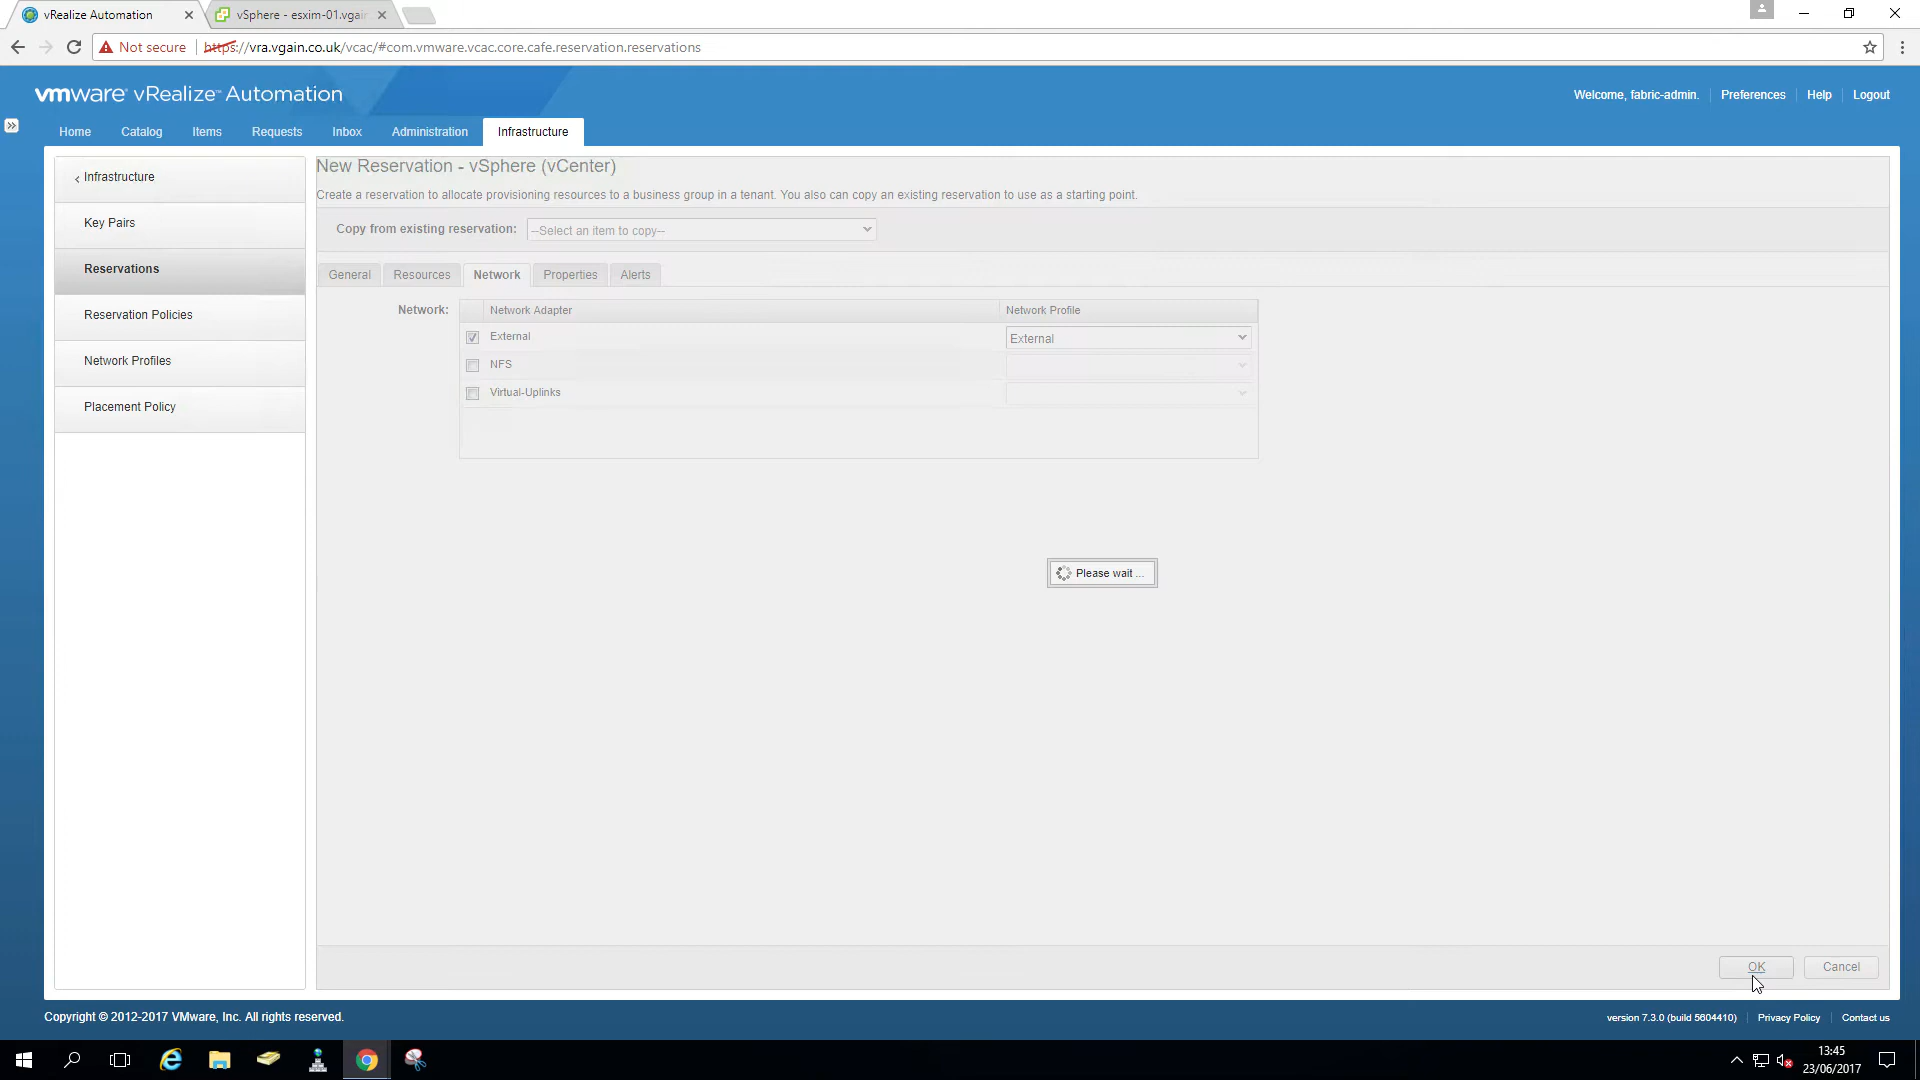 vRealize Automation
vSphere - esxim-01.vgain
Not secure https://vra.vgain.co.uk/vcac/#com.vmware.vcac.core.cafe.reservation.reservations
vmware® vRealize™ Automation
Welcome, fabric-admin. Preferences Help Logout
Home Catalog Items Requests Inbox Administration Infrastructure
Infrastructure
Key Pairs
Reservations
Reservation Policies
Network Profiles
Placement Policy
New Reservation - vSphere (vCenter)
Create a reservation to allocate provisioning resources to a business group in a tenant. You also can copy an existing reservation to use as a starting point.
Copy from existing reservation: --Select an item to copy--
General Resources Network Properties Alerts
Network: Network Adapter Network Profile
External External
NFS
Virtual-Uplinks
Please wait ...
OK Cancel
Copyright © 2012-2017 VMware, Inc. All rights reserved.
version 7.3.0 (build 5604410) Privacy Policy Contact us
13:45
23/06/2017